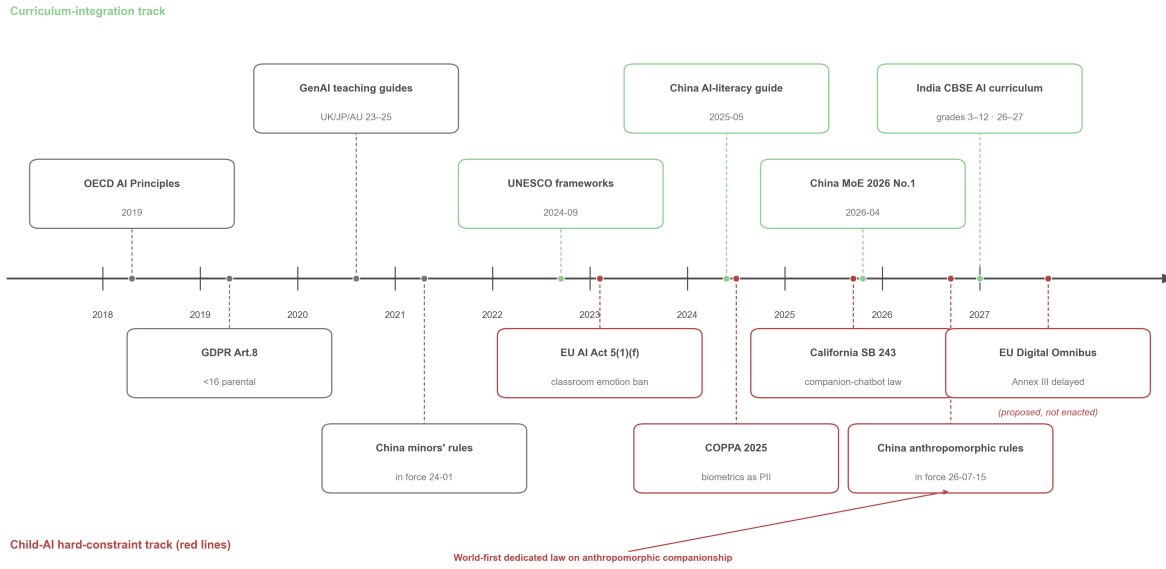 Curriculum-integration track
GenAI teaching guides
UK/JP/AU 23–25
China AI-literacy guide
2025-05
India CBSE AI curriculum
grades 3–12 · 26–27
OECD AI Principles
2019
UNESCO frameworks
2024-09
China MoE 2026 No.1
2026-04
2018
2019
2020
2021
2022
2023
2024
2025
2026
2027
GDPR Art.8
<16 parental
EU AI Act 5(1)(f)
classroom emotion ban
California SB 243
companion-chatbot law
EU Digital Omnibus
Annex III delayed
(proposed, not enacted)
China minors' rules
in force 24-01
COPPA 2025
biometrics as PII
China anthropomorphic rules
in force 26-07-15
Child-AI hard-constraint track (red lines)
World-first dedicated law on anthropomorphic companionship